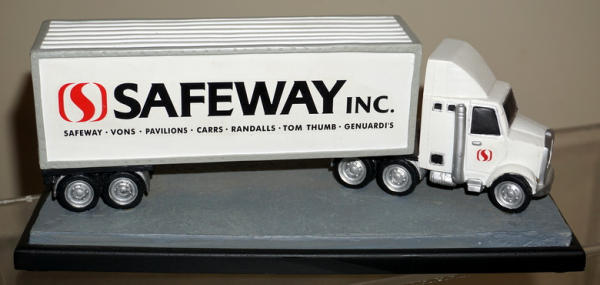 SAFEWAY INC.
SAFEWAY · VONS · PAVILIONS · CARRS · RANDALLS · TOM THUMB · GENUARDI'S